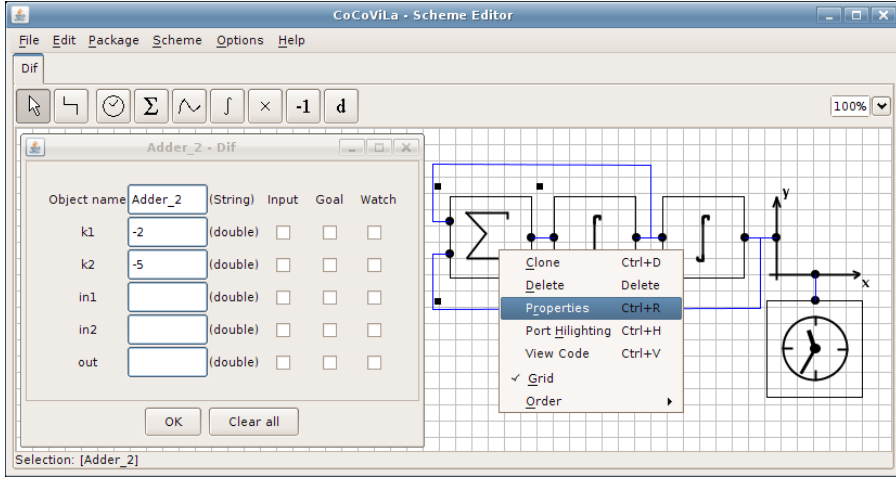 CoCoViLa - Scheme Editor
File Edit Package Scheme Options Help
Dif
Σ ∫ × -1 d 100%
Adder_2 - Dif
Object name Adder_2 (String) Input Goal Watch
k1 -2 (double)
k2 -5 (double)
in1 (double)
in2 (double)
out (double)
OK Clear all
Σ ∫ ∫ y
x
Clone Ctrl+D
Delete Delete
Properties Ctrl+R
Port Hilighting Ctrl+H
View Code Ctrl+V
✓ Grid
Order
Selection: [Adder_2]